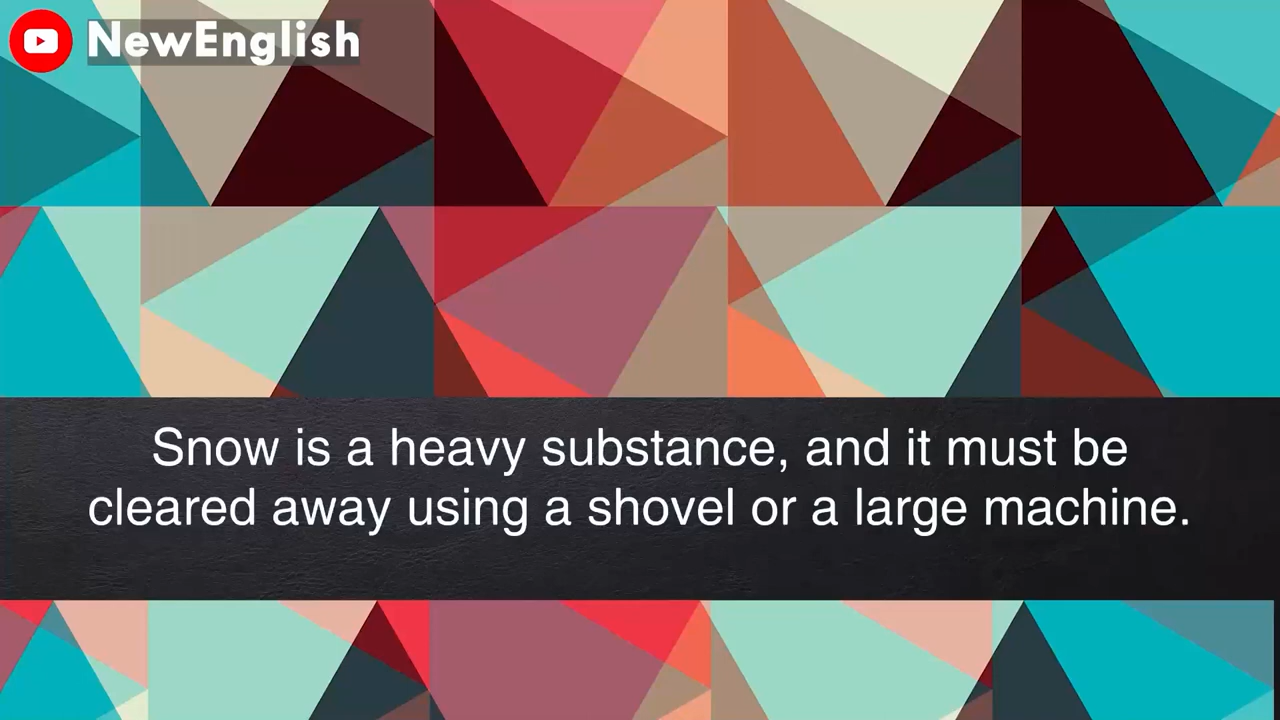 NewEnglish
Snow is a heavy substance, and it must be
cleared away using a shovel or a large machine.